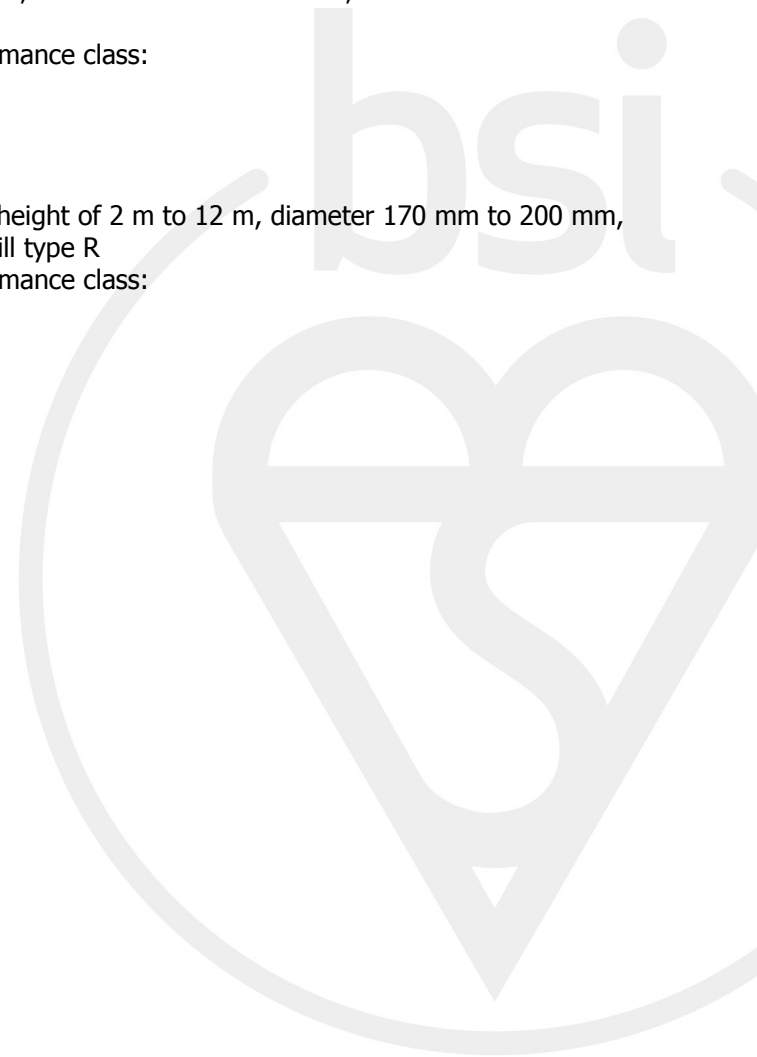 mance class:
bsi
height of 2 m to 12 m, diameter 170 mm to 200 mm,
ill type R
mance class: